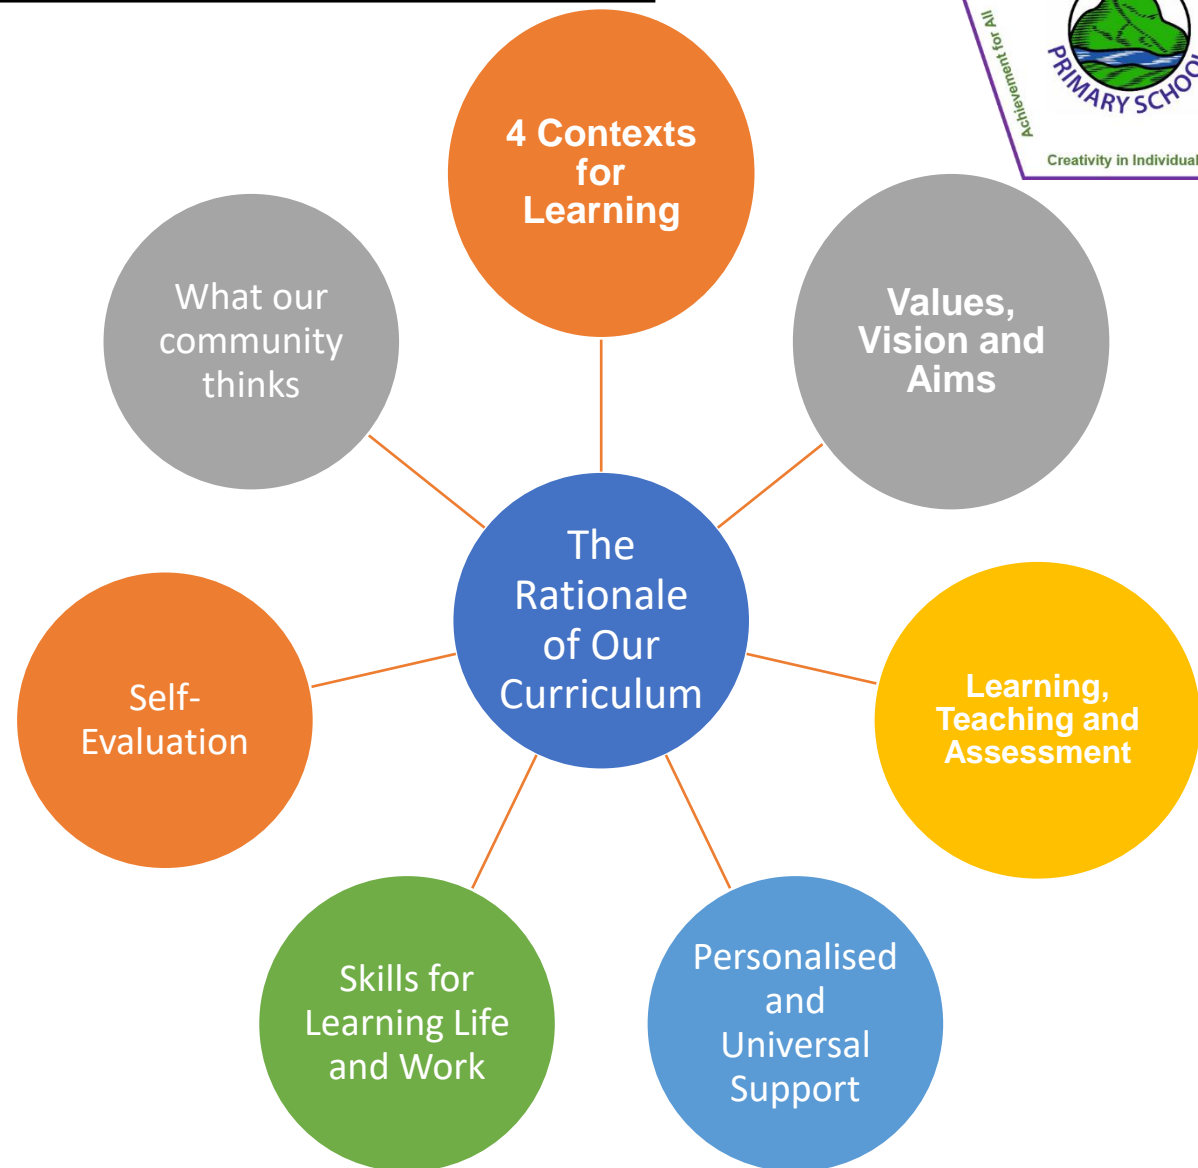 Achievement for All
PRIMARY SCHOOL
Creativity in Individual
4 Contexts
for
Learning
Values,
Vision and
Aims
What our
community
thinks
The
Rationale
of Our
Curriculum
Learning,
Teaching and
Assessment
Self-
Evaluation
Personalised
and
Universal
Support
Skills for
Learning Life
and Work